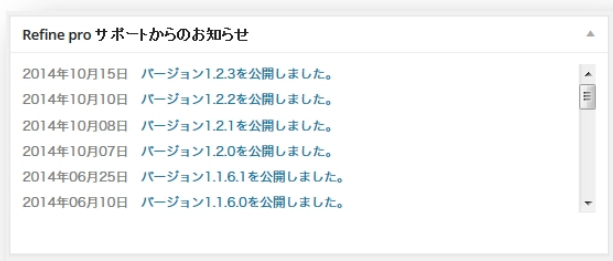 Refine pro サポートからのお知らせ
2014年10月15日 バージョン1.2.3を公開しました。
2014年10月10日 バージョン1.2.2を公開しました。
2014年10月08日 バージョン1.2.1を公開しました。
2014年10月07日 バージョン1.2.0を公開しました。
2014年06月25日 バージョン1.1.6.1を公開しました。
2014年06月10日 バージョン1.1.6.0を公開しました。